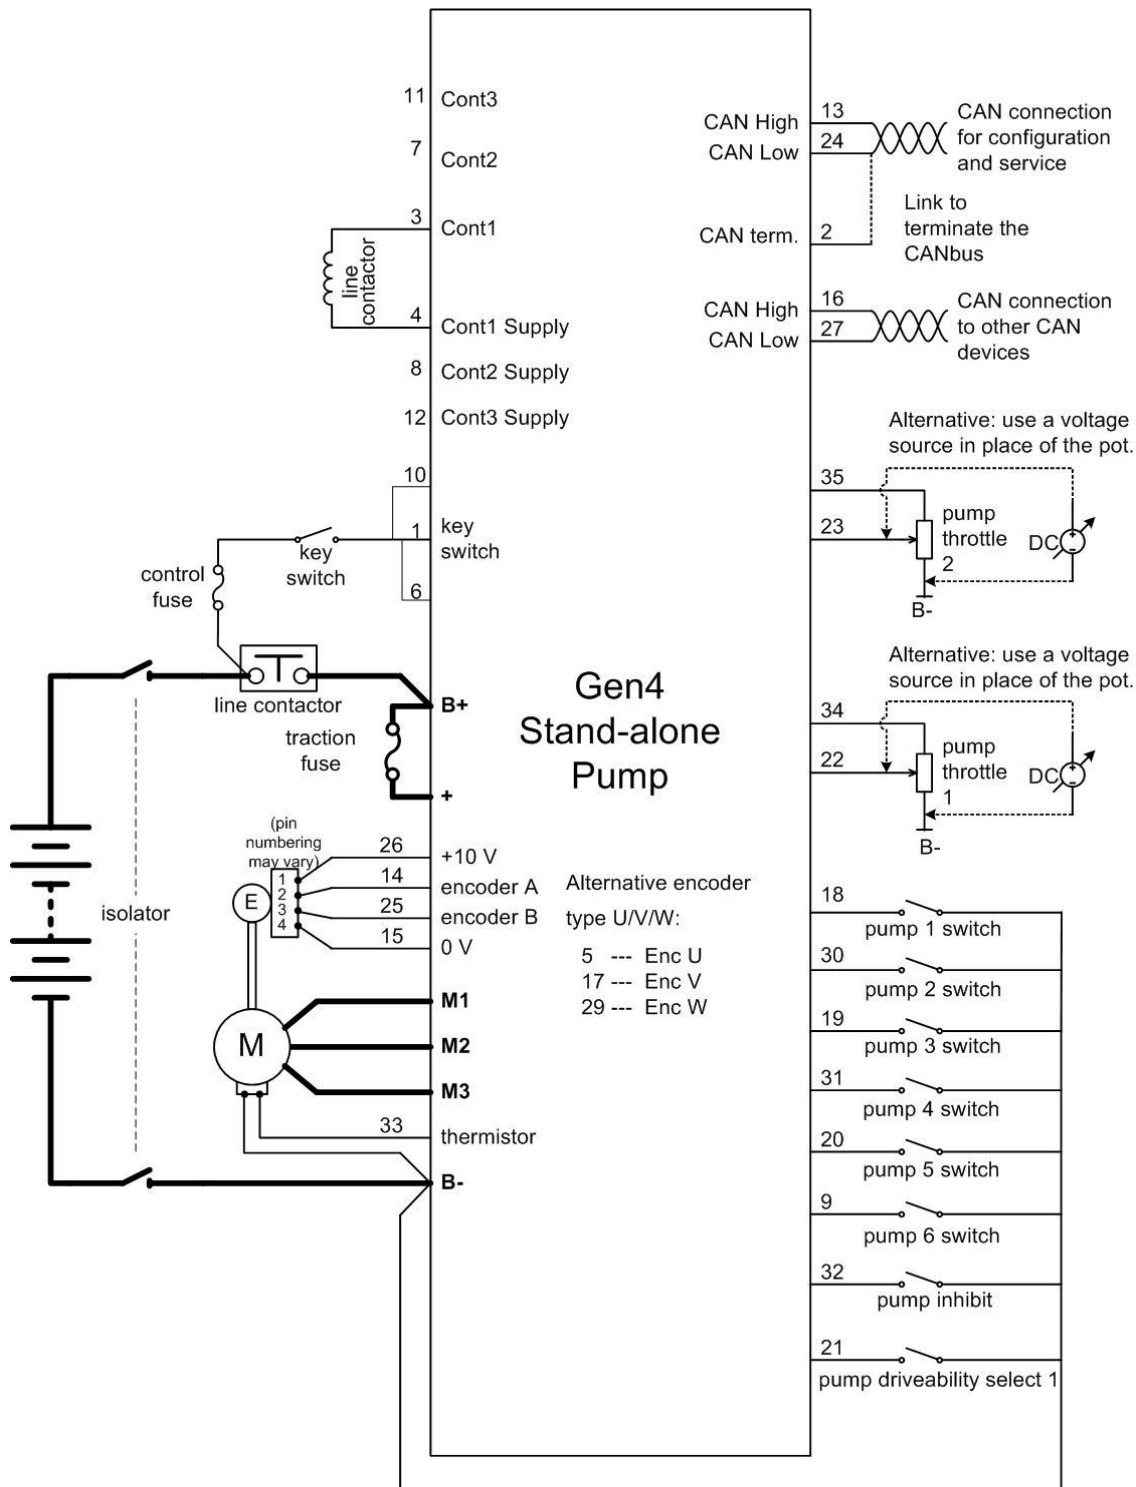 11 Cont3
7 Cont2
3 Cont1
line
contactor
4 Cont1 Supply
8 Cont2 Supply
12 Cont3 Supply
10
1 key
switch
6
key
switch
control
fuse
line contactor
B+
traction
fuse
+
(pin
numbering
may vary)
26 +10 V
14 encoder A
25 encoder B
15 0 V
1
2
3
4
E
isolator
M
M1
M2
M3
33 thermistor
B-
Gen4
Stand-alone
Pump
Alternative encoder
type U/V/W:
5 --- Enc U
17 --- Enc V
29 --- Enc W
CAN High 13
CAN Low 24
CAN connection
for configuration
and service
CAN term. 2
Link to
terminate the
CANbus
CAN High 16
CAN Low 27
CAN connection
to other CAN
devices
Alternative: use a voltage
source in place of the pot.
35
23
pump
throttle
2
DC
+
-
B-
Alternative: use a voltage
source in place of the pot.
34
22
pump
throttle
1
DC
+
-
B-
18
pump 1 switch
30
pump 2 switch
19
pump 3 switch
31
pump 4 switch
20
pump 5 switch
9
pump 6 switch
32
pump inhibit
21
pump driveability select 1